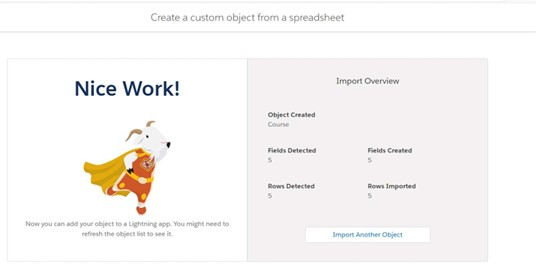 Create a custom object from a spreadsheet
Nice Work!
Now you can add your object to a Lightning app. You might need to
refresh the object list to see it.
Import Overview
Object Created
Course
Fields Detected
5
Fields Created
5
Rows Detected
5
Rows Imported
5
Import Another Object